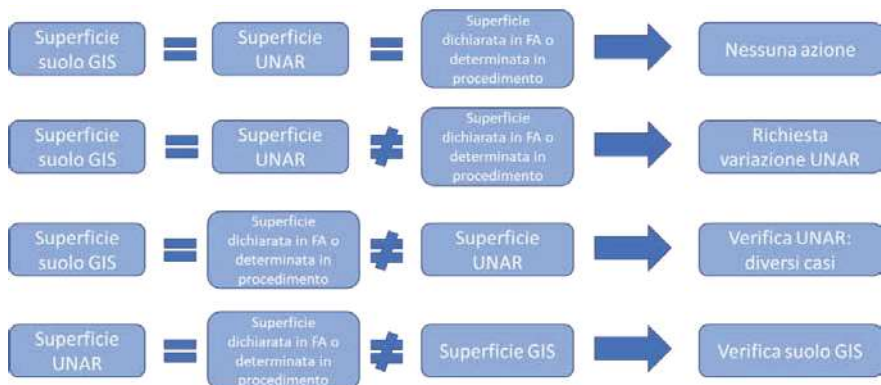 Superficie
suolo GIS
=
Superficie
UNAR
=
Superficie
dichiarata in FA o
determinata in
procedimento
Nessuna azione
Superficie
suolo GIS
=
Superficie
UNAR
≠
Superficie
dichiarata in FA o
determinata in
procedimento
Richiesta
variazione UNAR
Superficie
suolo GIS
=
Superficie
dichiarata in FA o
determinata in
procedimento
≠
Superficie
UNAR
Verifica UNAR:
diversi casi
Superficie
UNAR
=
Superficie
dichiarata in FA o
determinata in
procedimento
≠
Superficie GIS
Verifica suolo GIS